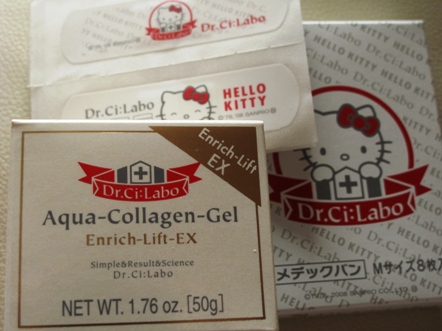 Dr.Ci:Labo
Dr.Ci:Labo
HELLO
KITTY
HELLO KITTY
Dr.Ci:Labo
メデックバン
Mサイズ8枚入
Enrich-Lift
EX
Dr.Ci:Labo
Aqua-Collagen-Gel
Enrich-Lift-EX
Simple&Result&Science
Dr.Ci:Labo
NET WT. 1.76 oz. [50g]